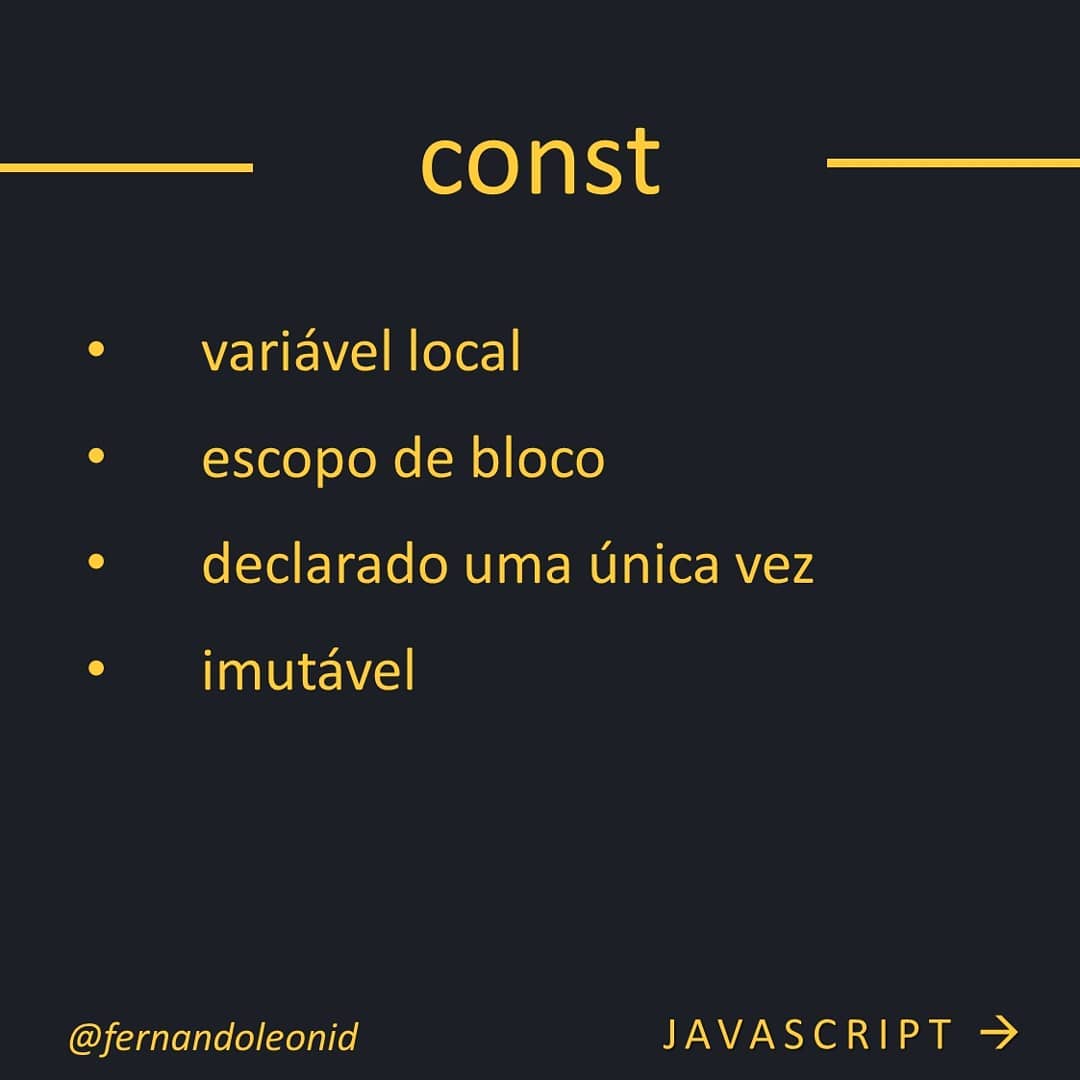 const
• variável local
• escopo de bloco
• declarado uma única vez
• imutável
@fernandoleonid
JAVASCRIPT →